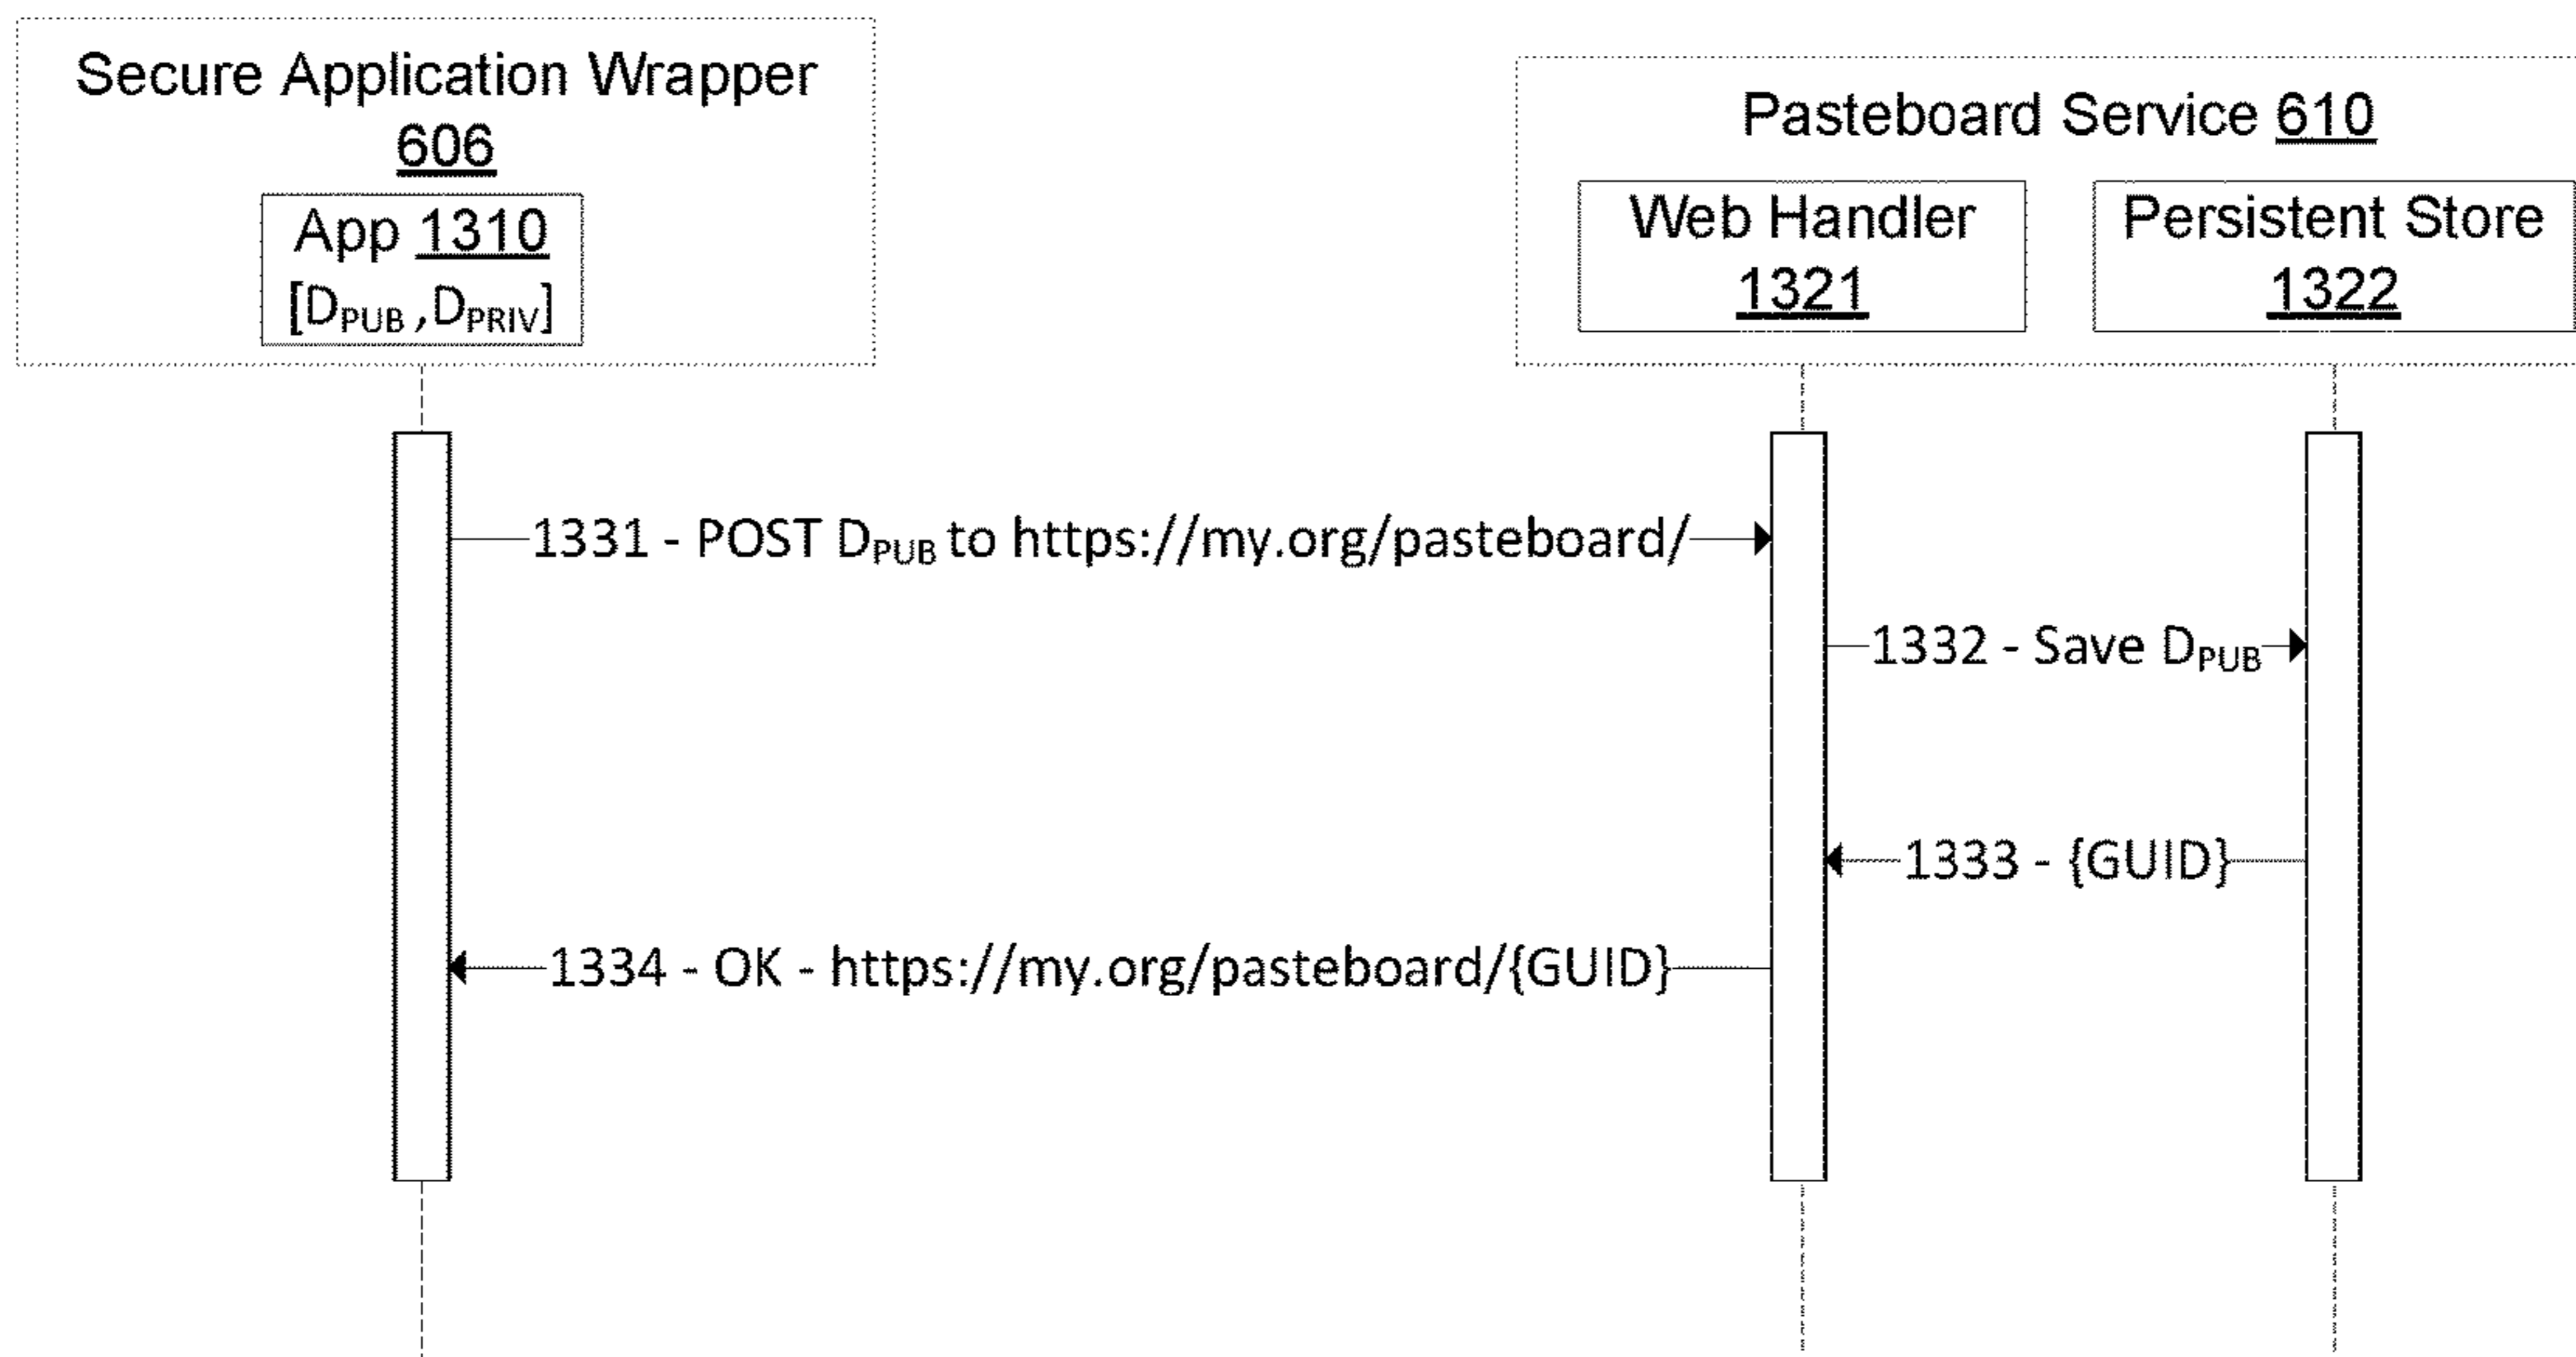 Secure Application Wrapper
606
App 1310
[DPUB ,DPRIV]
Pasteboard Service 610
Web Handler
1321
Persistent Store
1322
1331 - POST DPUB to https://my.org/pasteboard/
1332 - Save DPUB
1333 - {GUID}
1334 - OK - https://my.org/pasteboard/{GUID}